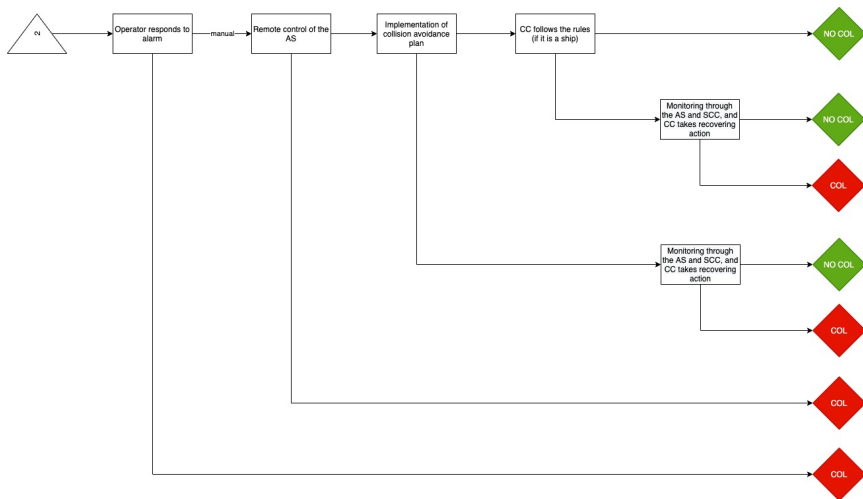 2
Operator responds to
alarm
manual
Remote control of the
AS
Implementation of
collision avoidance
plan
CC follows the rules
(if it is a ship)
NO COL
Monitoring through
the AS and SCC, and
CC takes recovering
action
NO COL
COL
Monitoring through
the AS and SCC, and
CC takes recovering
action
NO COL
COL
COL
COL